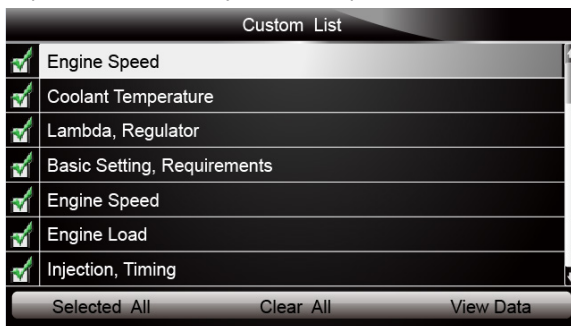 Custom List
Engine Speed
Coolant Temperature
Lambda, Regulator
Basic Setting, Requirements
Engine Speed
Engine Load
Injection, Timing
Selected All Clear All View Data